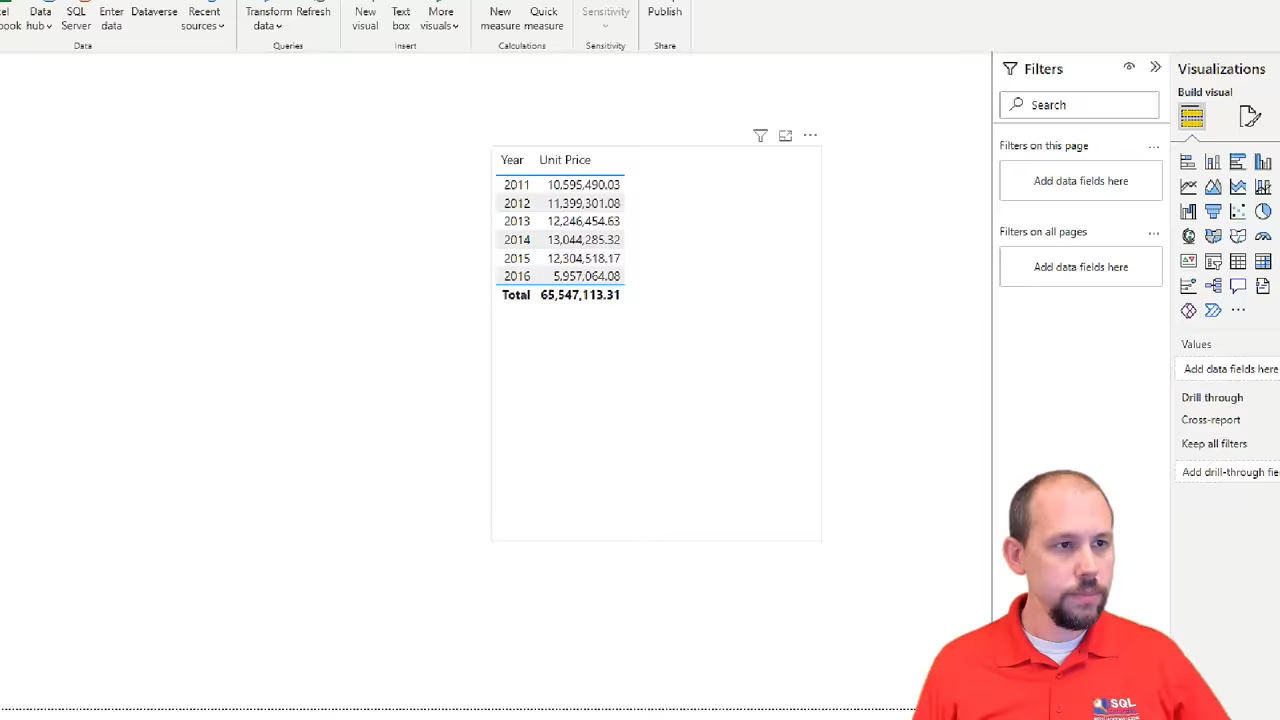 Data
hub
SQL
Server
Enter
data
Dataverse
Recent
sources
Transform
data
Refresh
New
visual
Text
box
More
visuals
New
measure
Quick
measure
Sensitivity
Publish
Data
Queries
Insert
Calculations
Sensitivity
Share
Filters
Search
Filters on this page
...
Add data fields here
Filters on all pages
...
Add data fields here
Visualizations
Build visual
Values
Add data fields here
Drill through
Cross-report
Keep all filters
Add drill-through fie
Year Unit Price
2011 10,595,490.03
2012 11,399,301.08
2013 12,246,454.63
2014 13,044,285.32
2015 12,304,518.17
2016 5,957,064.08
Total 65,547,113.31
SQL